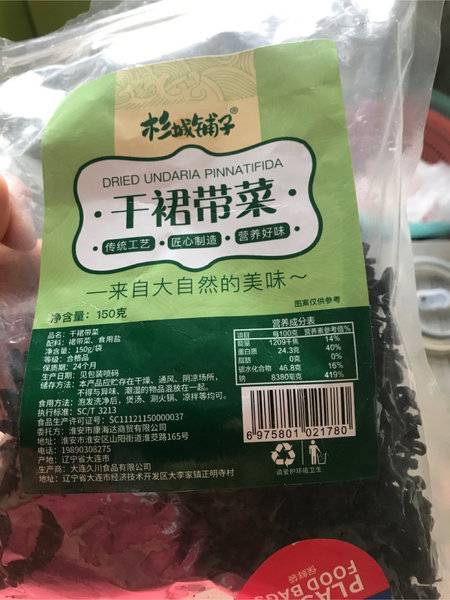 杉城铺子®
DRIED UNDARIA PINNATIFIDA
·干裙带菜·
传统工艺 · 匠心制造 · 营养好味
—来自大自然的美味～
图案仅供参考
净含量：150克
品名：干裙带菜
配料：裙带菜、食用盐
净含量：150g/袋
等级：合格品
保质期：24个月
生产日期：见包装喷码
贮存方法：本产品应贮存在干燥、通风、阴凉场所，
不得与异味、潮湿的物品混放在一起。
食用方法：泡发洗净后，煲汤、涮火锅、凉拌等均可。
执行标准：SC/T 3213
食品生产许可证号：SC11121150000037
委托方：淮安市康海达商贸有限公司
地址：淮安市淮安区山阳街道淮茭路165号
电话：19890308275
产地：辽宁省大连市
生产商：大连久川食品有限公司
地址：辽宁省大连市经济技术开发区大李家镇正明寺村
营养成分表
项目 每100克 营养素参考值%
能量 1209千焦 14%
蛋白质 24.3克 40%
脂肪 0克 0%
碳水化合物 46.8克 16%
钠 8380毫克 419%
6 975801 021780
请爱护环境卫生
保鲜袋
PLAS
FOOD BAGS